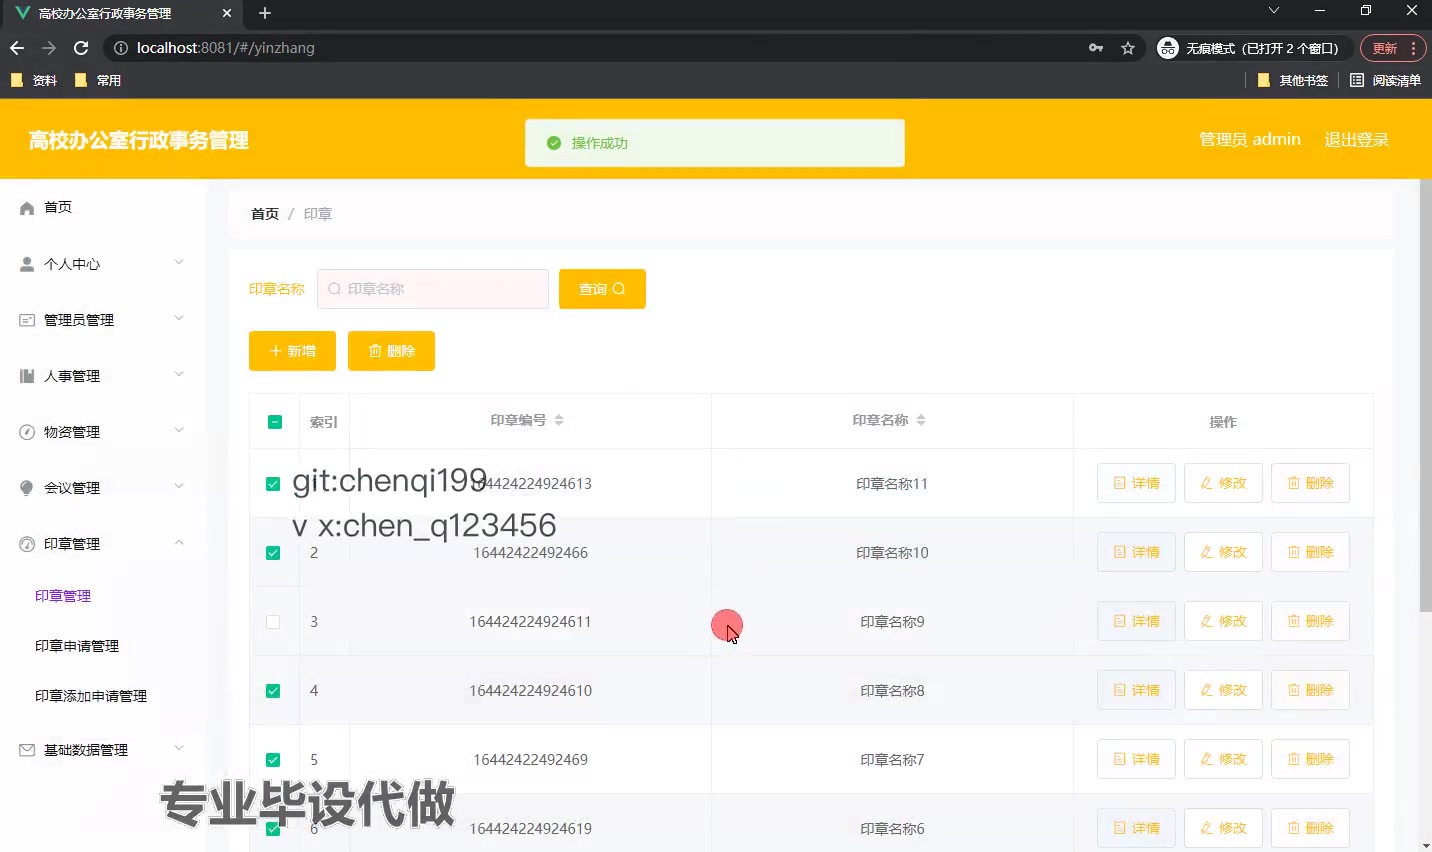 高校办公室行政事务管理
localhost:8081/#/yinzhang
无痕模式（已打开 2 个窗口）
更新
资料
常用
其他书签
阅读清单
高校办公室行政事务管理
操作成功
管理员 admin
退出登录
首页
个人中心
管理员管理
人事管理
物资管理
会议管理
印章管理
印章管理
印章申请管理
印章添加申请管理
基础数据管理
首页 / 印章
印章名称
印章名称
查询
新增
删除
索引 印章编号 印章名称 操作
164424224924613 印章名称11 详情 修改 删除
git:chenqi199
v x:chen_q123456
2 16442422492466 印章名称10 详情 修改 删除
3 164424224924611 印章名称9 详情 修改 删除
4 164424224924610 印章名称8 详情 修改 删除
5 16442422492469 印章名称7 详情 修改 删除
专业毕设代做
6 164424224924619 印章名称6 详情 修改 删除